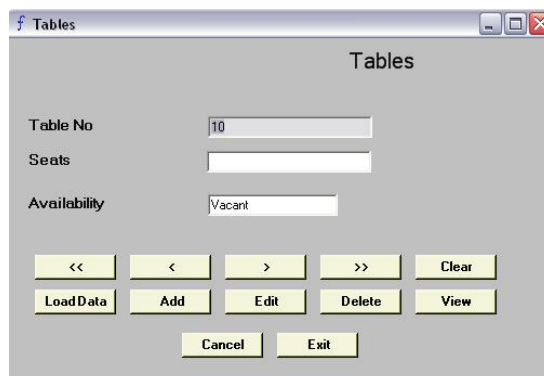 f Tables
Tables
Table No 10
Seats
Availability Vacant
<< < > >> Clear
Load Data Add Edit Delete View
Cancel Exit